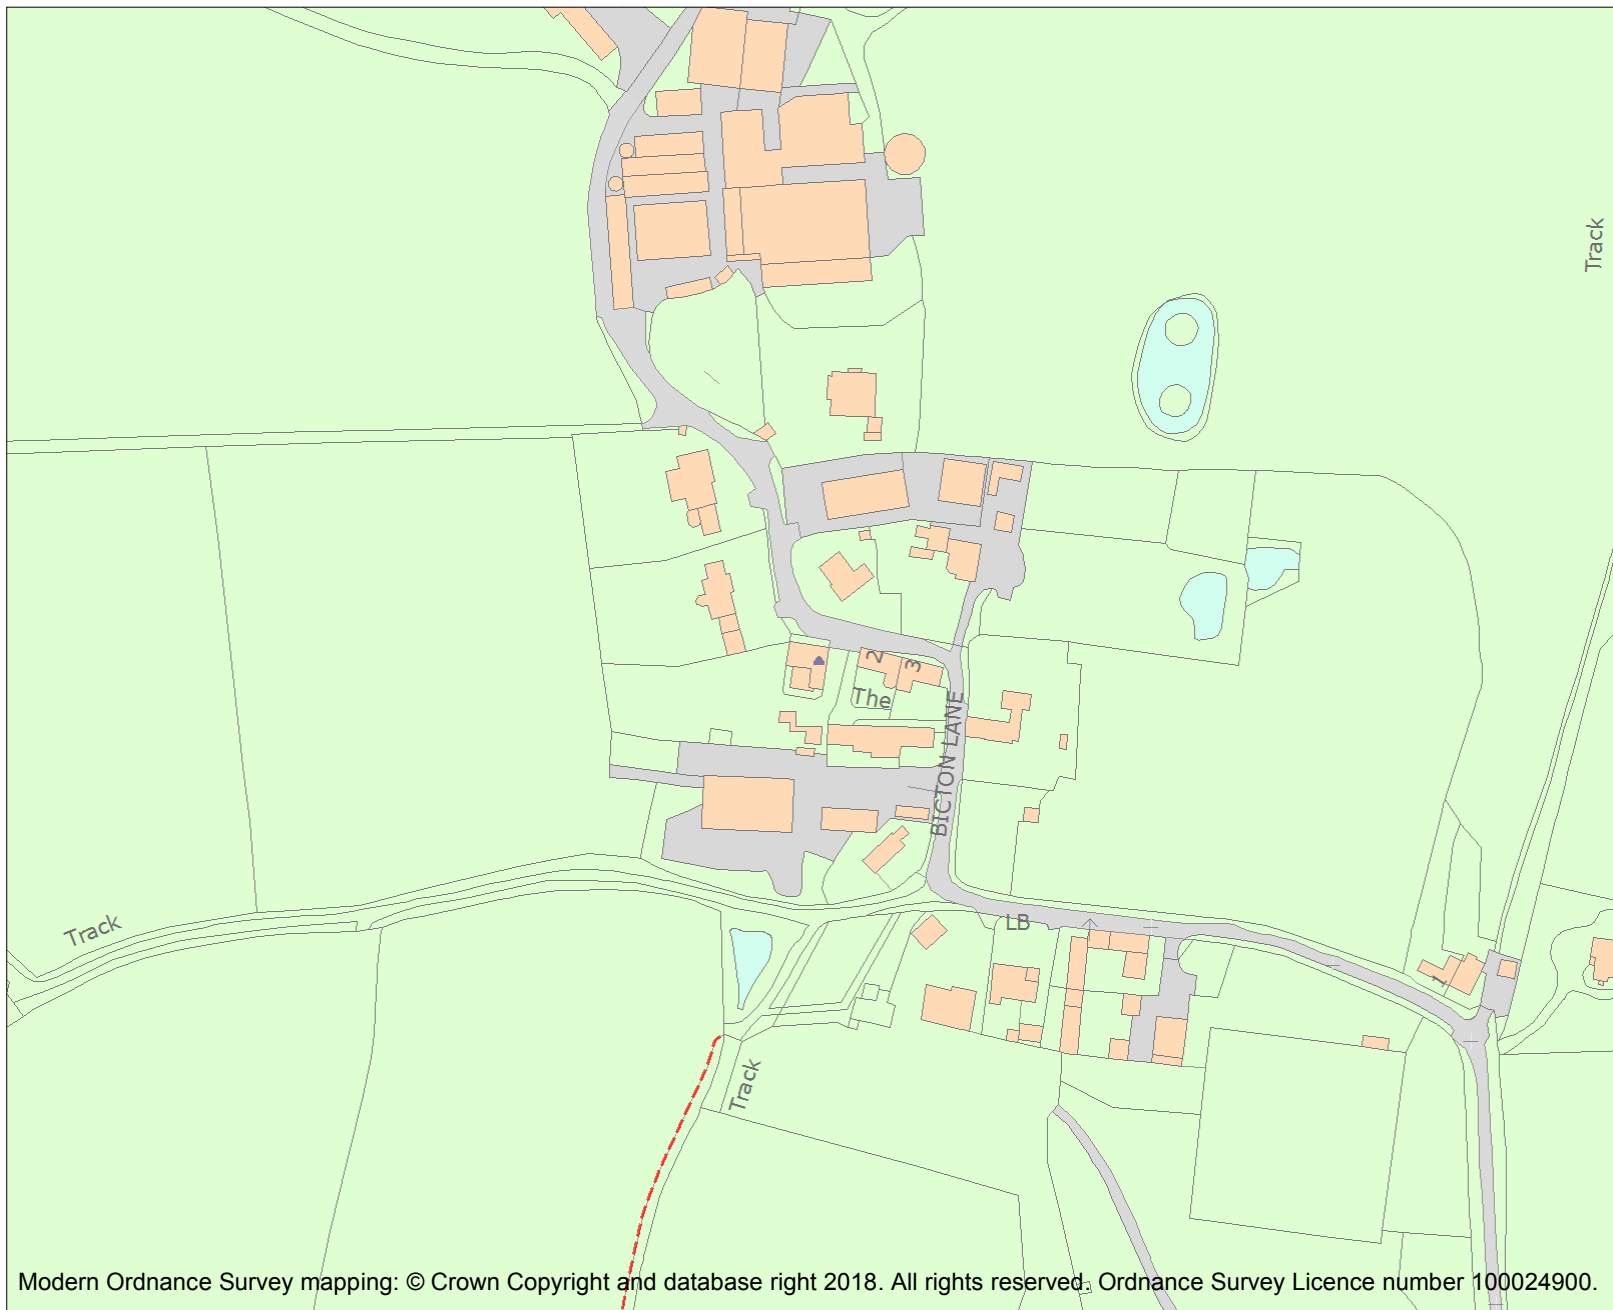 Track
2
3
The
BICTON LANE
Track
LB
1
Track
Modern Ordnance Survey mapping: © Crown Copyright and database right 2018. All rights reserved. Ordnance Survey Licence number 100024900.